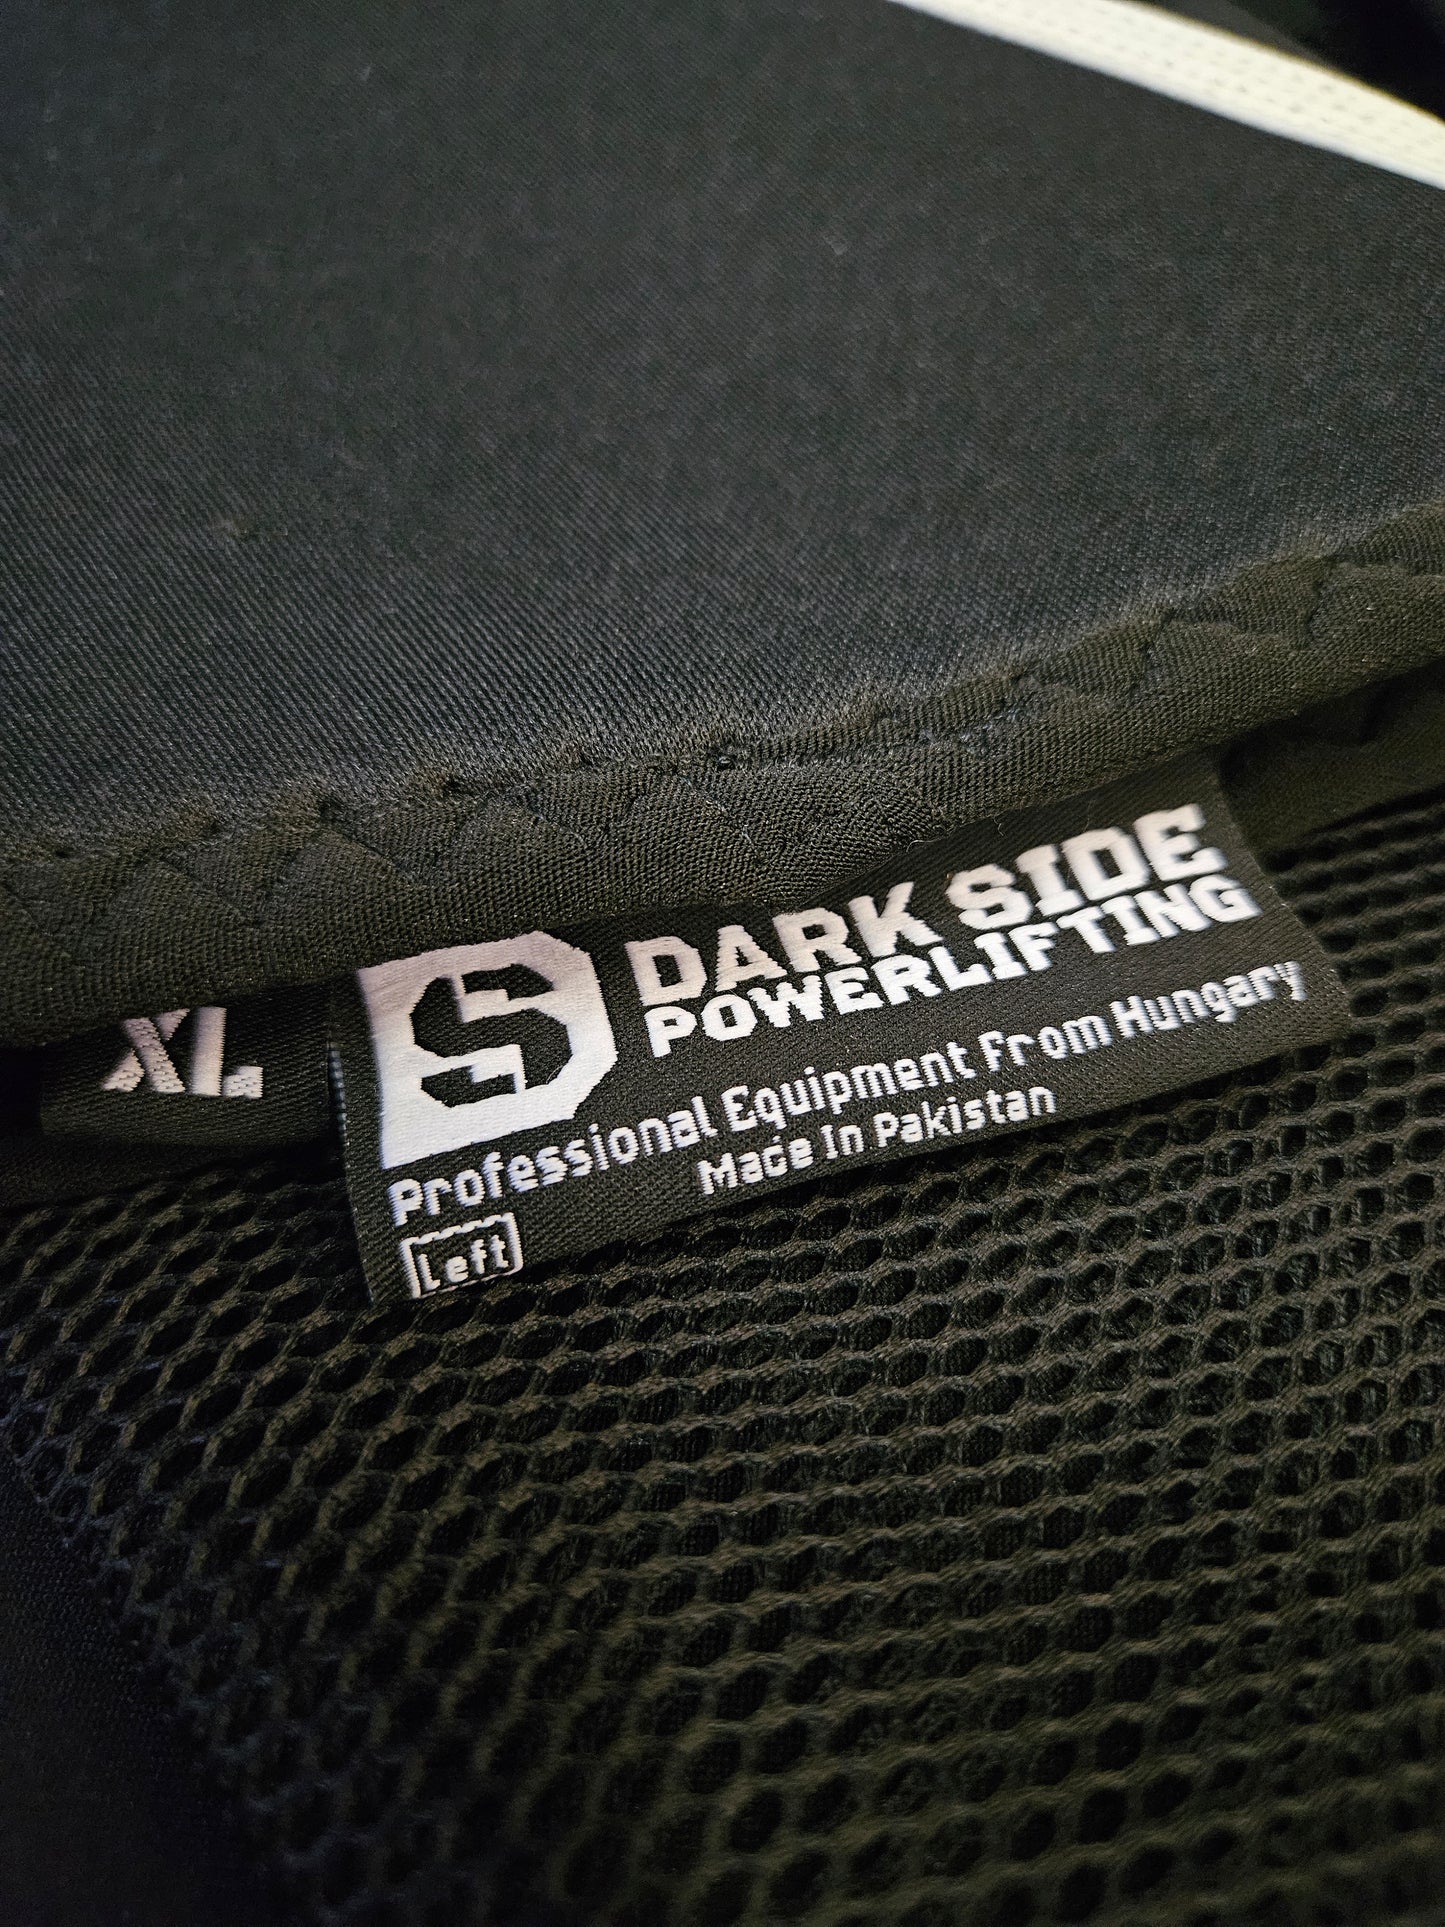 DARK SIDE
POWERLIFTING
XL
Professional Equipment From Hungary
Made In Pakistan
Left